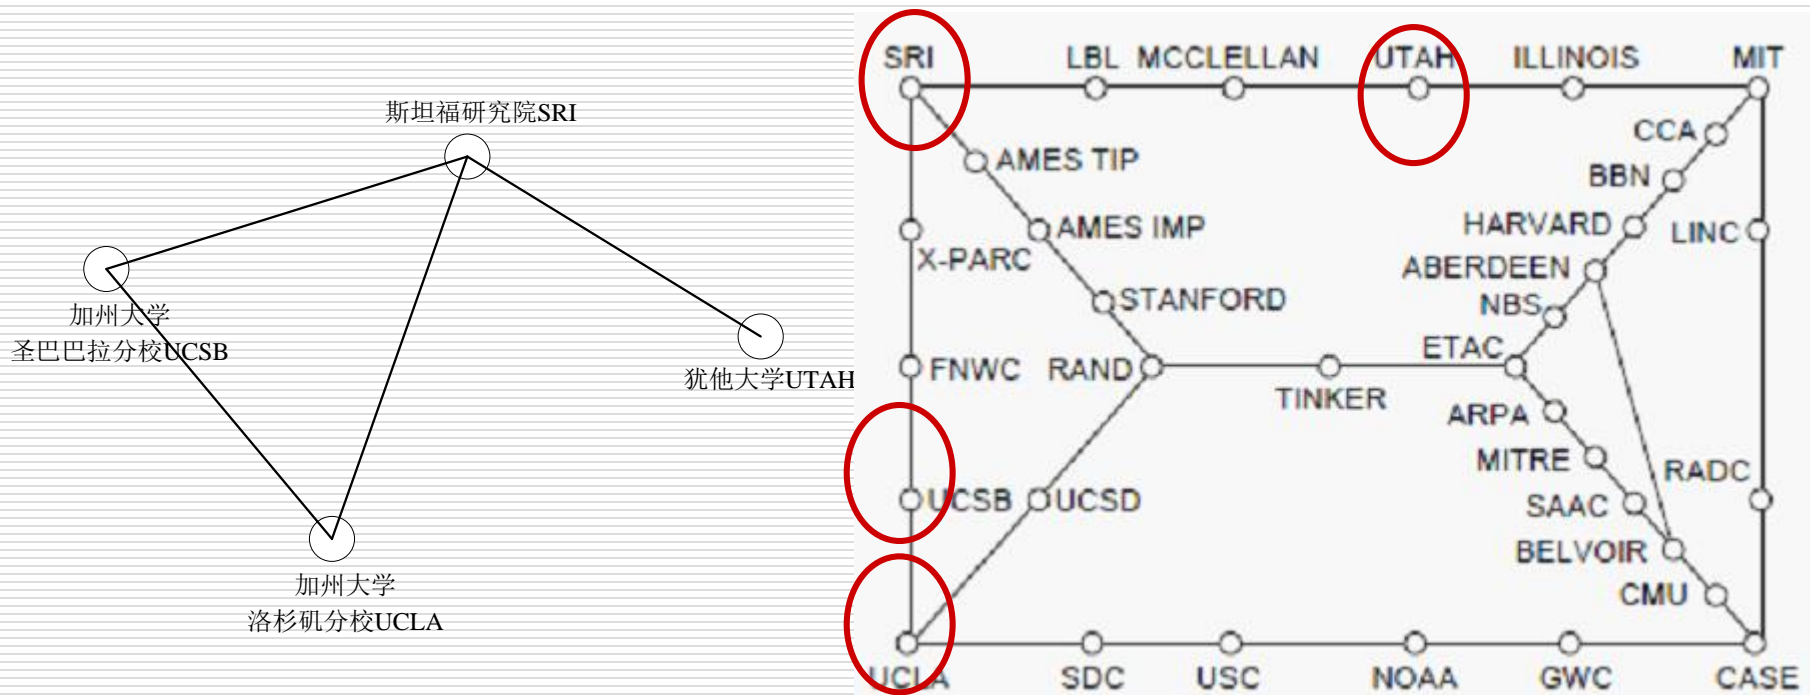 斯坦福研究院SRI
加州大学
圣巴巴拉分校UCSB
犹他大学UTAH
加州大学
洛杉矶分校UCLA
SRI
LBL
MCCLELLAN
UTAH
ILLINOIS
MIT
CCA
AMES TIP
BBN
HARVARD
LINC
AMES IMP
X-PARC
ABERDEEN
STANFORD
NBS
ETAC
FNWC
RAND
TINKER
ARPA
MITRE
RADC
UCSB
UCSD
SAAC
BELVOIR
CMU
UCLA
SDC
USC
NOAA
GWC
CASE